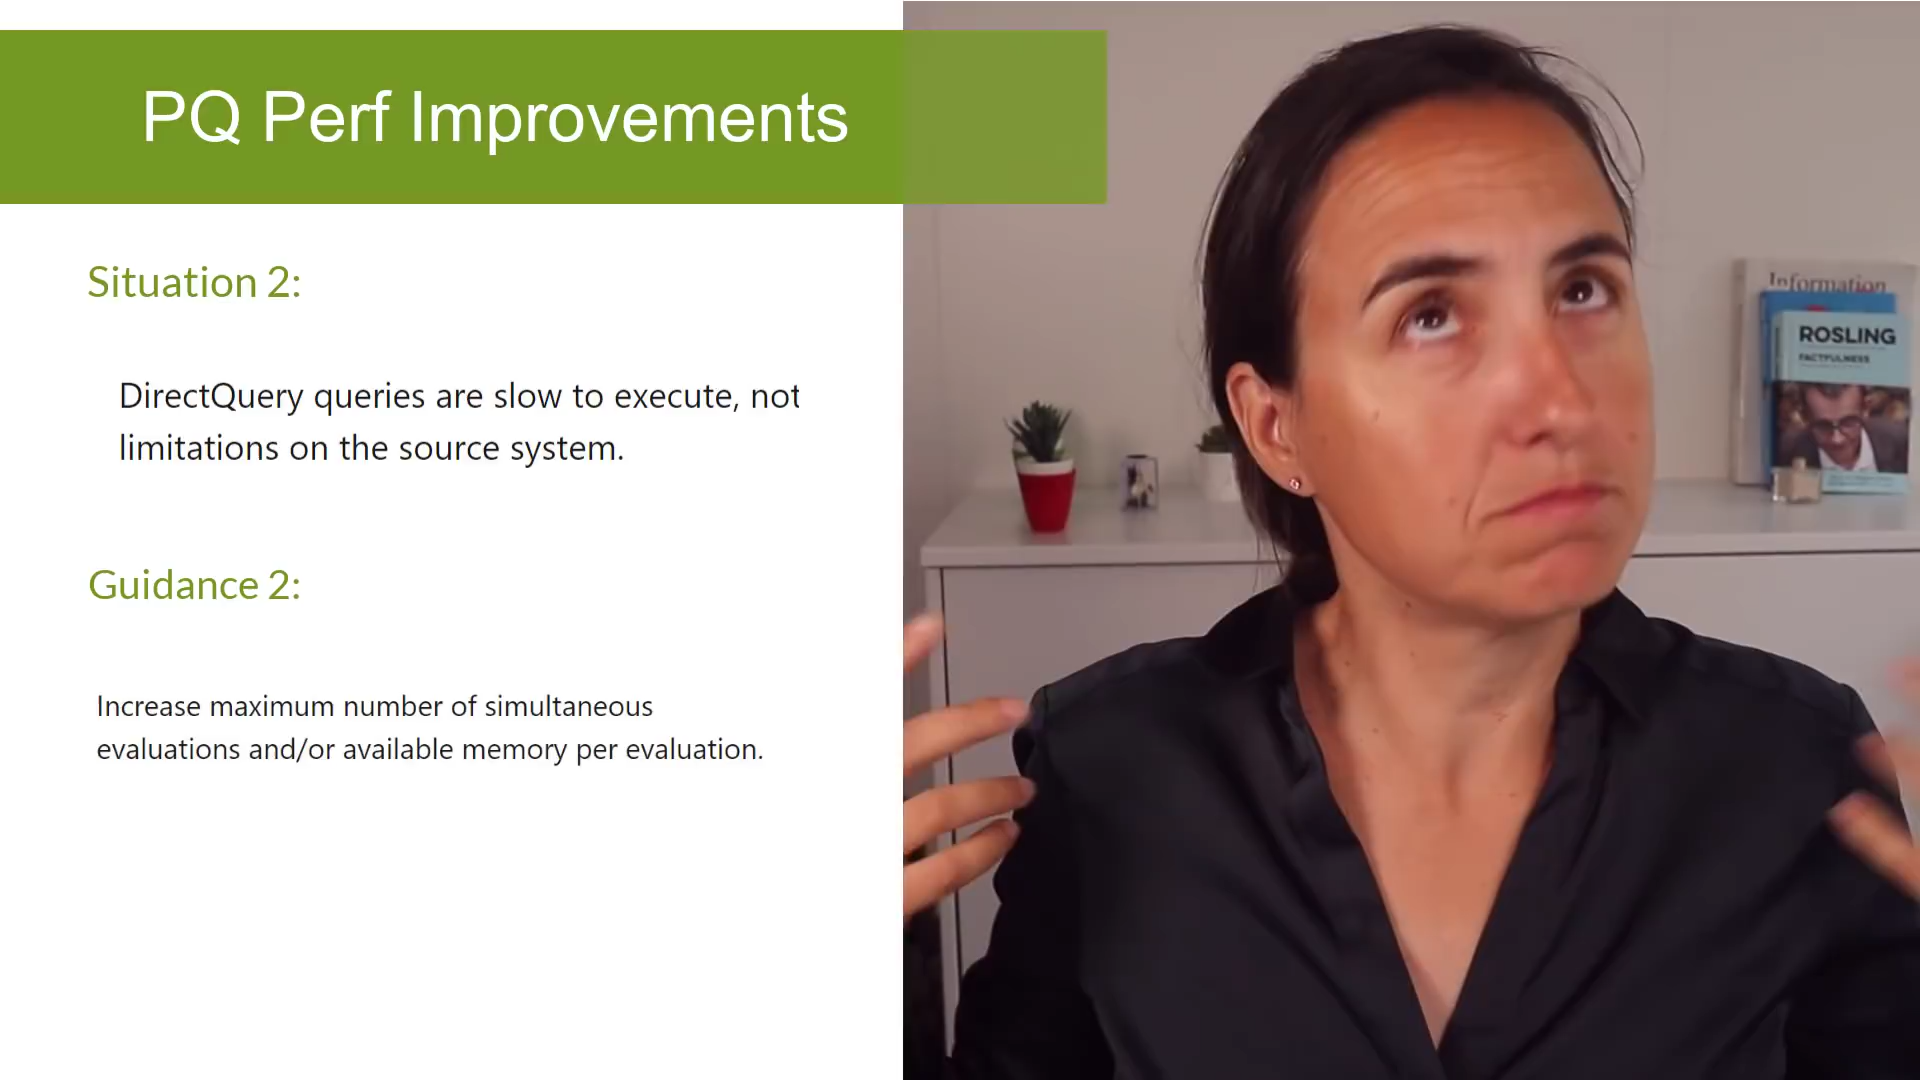 PQ Perf Improvements
Situation 2:
DirectQuery queries are slow to execute, not
limitations on the source system.
Guidance 2:
Increase maximum number of simultaneous
evaluations and/or available memory per evaluation.
Information
ROSLING
FACTFULNESS